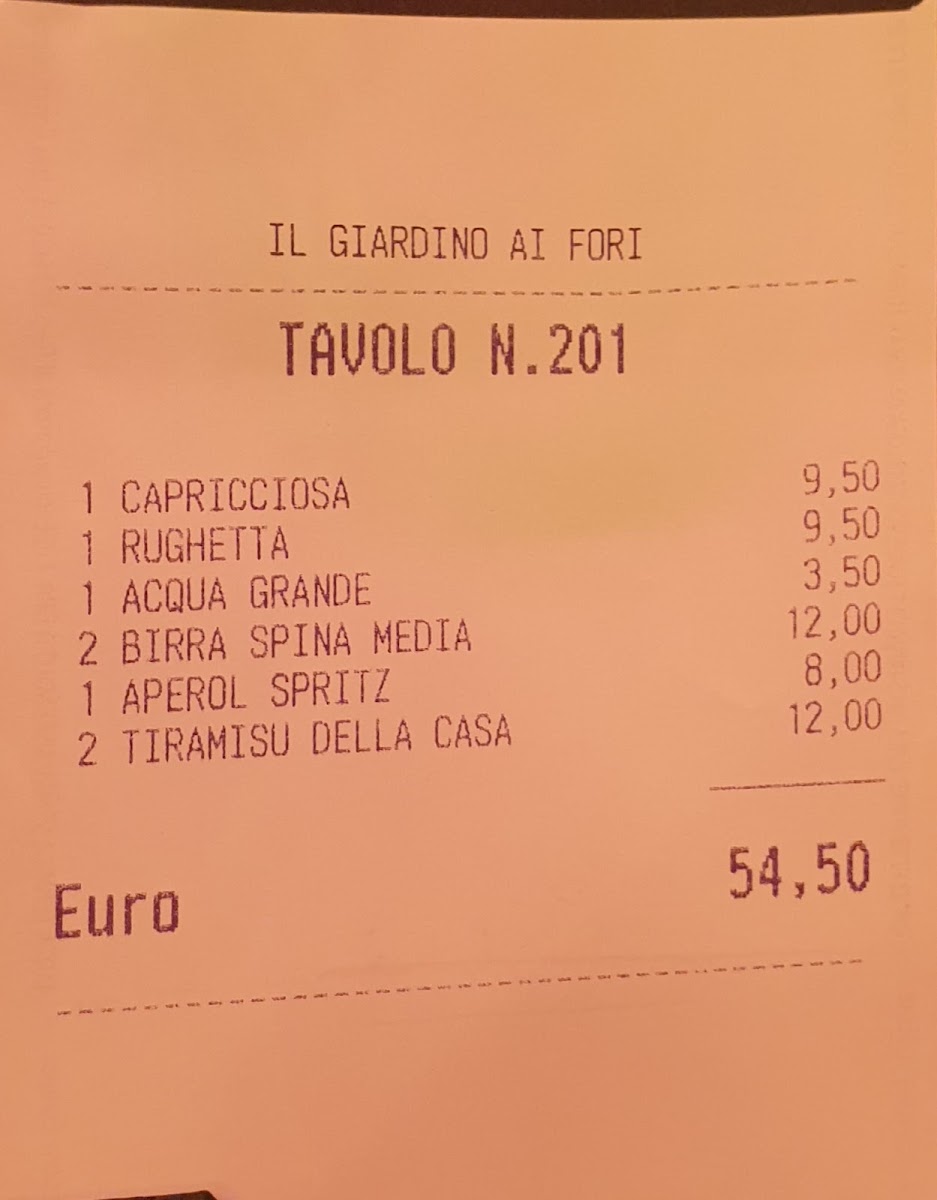 IL GIARDINO AI FORI
TAVOLO N.201
1 CAPRICCIOSA 9,50
1 RUGHETTA 9,50
1 ACQUA GRANDE 3,50
2 BIRRA SPINA MEDIA 12,00
1 APEROL SPRITZ 8,00
2 TIRAMISU DELLA CASA 12,00
Euro 54,50